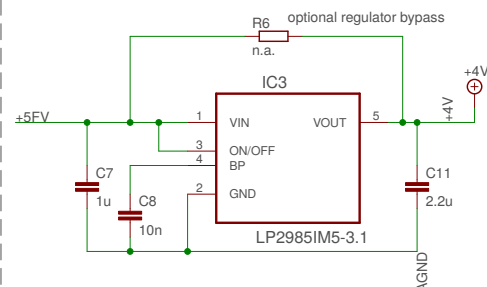 optional regulator bypass
R6
n.a.
+4V
IC3
+5FV
1
VIN
VOUT
5
+4V
3
ON/OFF
4
BP
C7
1u
C8
10n
2
GND
C11
2.2u
LP2985IM5-3.1
AGND